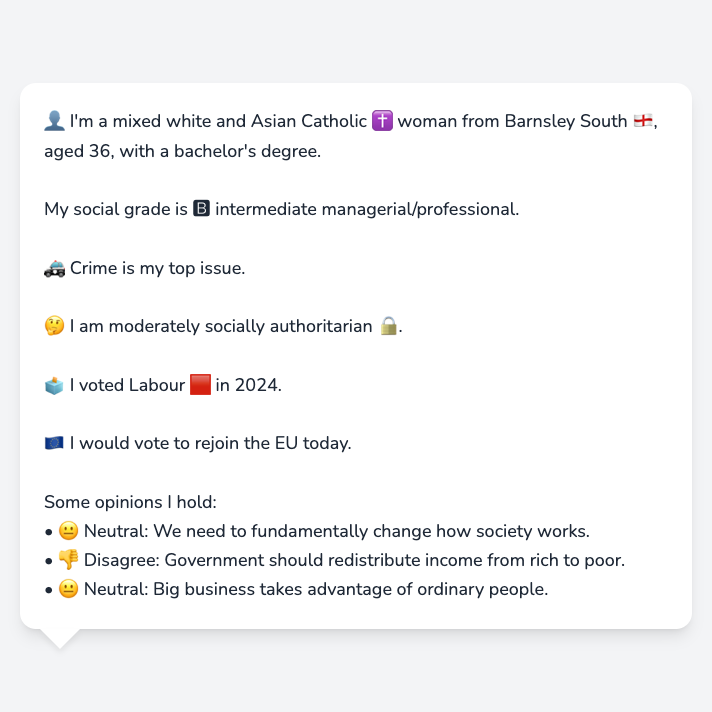 👤 I'm a mixed white and Asian Catholic ✝️ woman from Barnsley South 🏴󠁧󠁢󠁥󠁮󠁧󠁿,
aged 36, with a bachelor's degree.
My social grade is 🅱 intermediate managerial/professional.
🚓 Crime is my top issue.
🤔 I am moderately socially authoritarian 🔒.
🗳️ I voted Labour 🟥 in 2024.
🇪🇺 I would vote to rejoin the EU today.
Some opinions I hold:
• 😐 Neutral: We need to fundamentally change how society works.
• 👎 Disagree: Government should redistribute income from rich to poor.
• 😐 Neutral: Big business takes advantage of ordinary people.